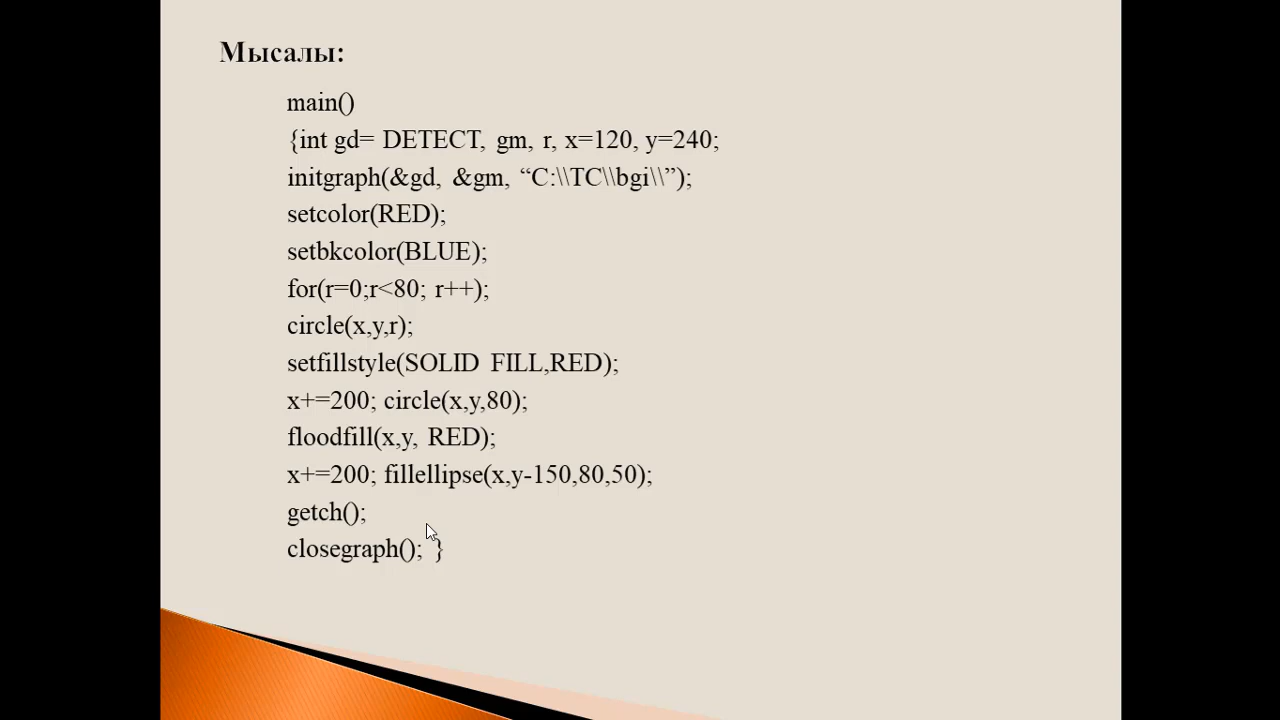 Мысалы:
main()
{int gd= DETECT, gm, r, x=120, y=240;
initgraph(&gd, &gm, “C:\\TC\\bgi\\”);
setcolor(RED);
setbkcolor(BLUE);
for(r=0;r<80; r++);
circle(x,y,r);
setfillstyle(SOLID FILL,RED);
x+=200; circle(x,y,80);
floodfill(x,y, RED);
x+=200; fillellipse(x,y-150,80,50);
getch();
closegraph(); }